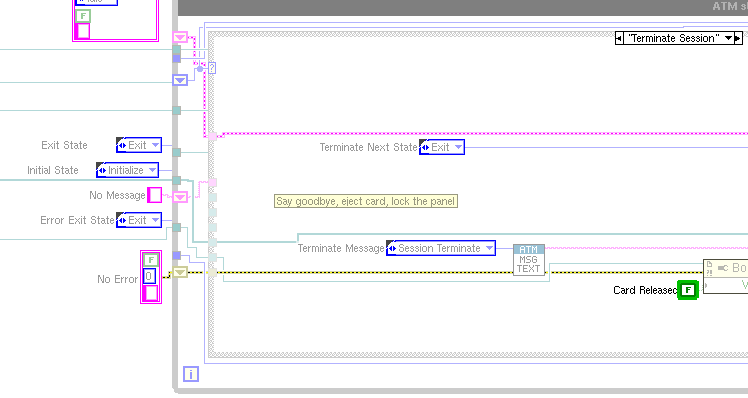 ATM s
F
"Terminate Session"
?
Exit State
Exit
Terminate Next State
Exit
Initial State
Initialize
No Message
Say goodbye, eject card, lock the panel
Error Exit State
Exit
Terminate Message
Session Terminate
ATM
MSG
TEXT
No Error
F
0
?!
Bo
V
Card Released
F
i